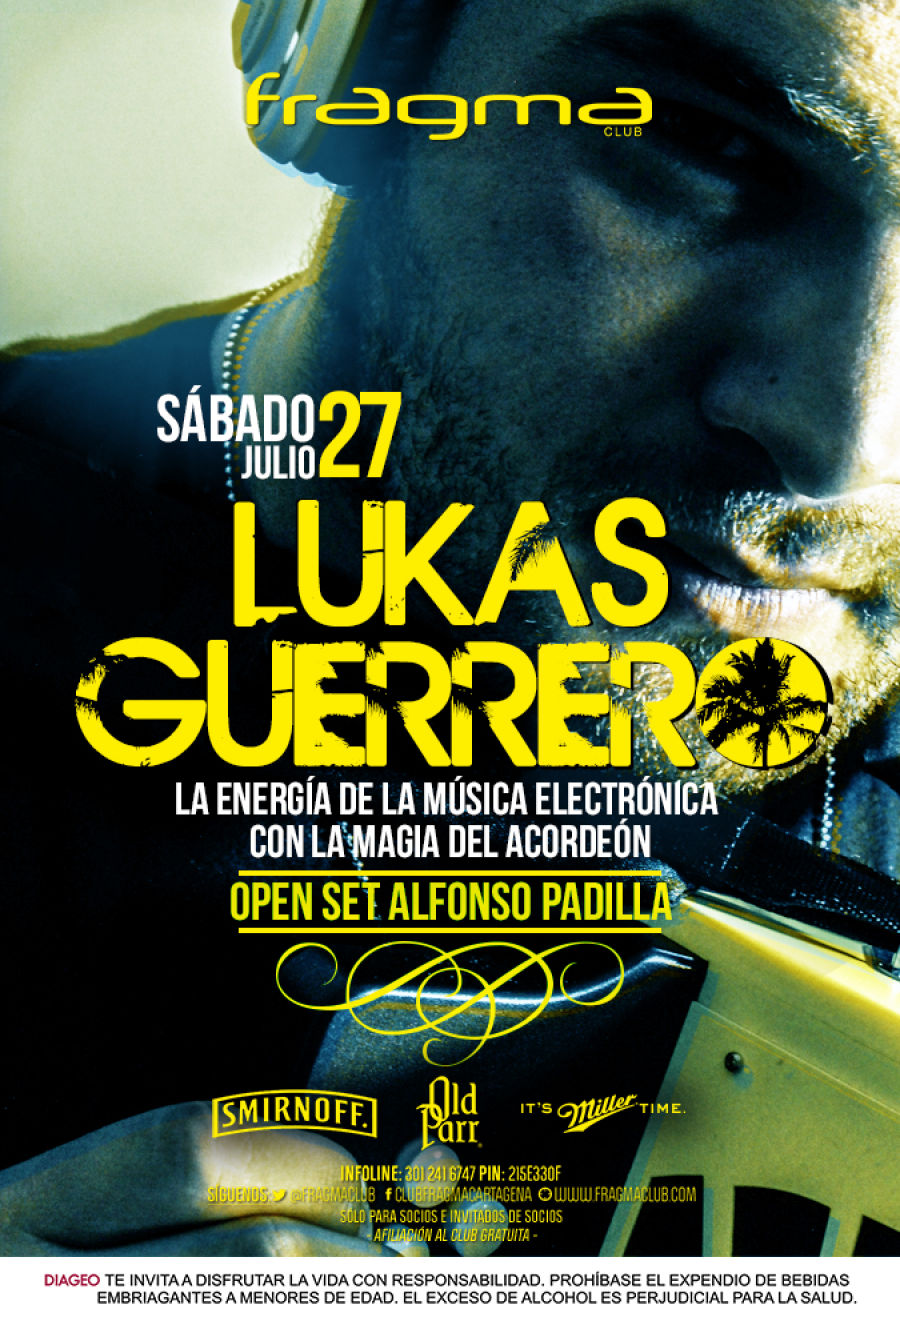 fragma
CLUB
SÁBADO 27
JULIO
LUKAS
GUERRERO
LA ENERGÍA DE LA MÚSICA ELECTRÓNICA
CON LA MAGIA DEL ACORDEÓN
OPEN SET ALFONSO PADILLA
SMIRNOFF. Old Parr IT'S Miller TIME.
INFOLINE: 301 241 6747 PIN: 215E330F
SÍGUENOS @FRAGMACLUB f CLUBFRAGMACARTAGENA WWW.FRAGMACLUB.COM
SÓLO PARA SOCIOS E INVITADOS DE SOCIOS
- AFILIACIÓN AL CLUB GRATUITA -
DIAGEO TE INVITA A DISFRUTAR LA VIDA CON RESPONSABILIDAD. PROHÍBASE EL EXPENDIO DE BEBIDAS
EMBRIAGANTES A MENORES DE EDAD. EL EXCESO DE ALCOHOL ES PERJUDICIAL PARA LA SALUD.